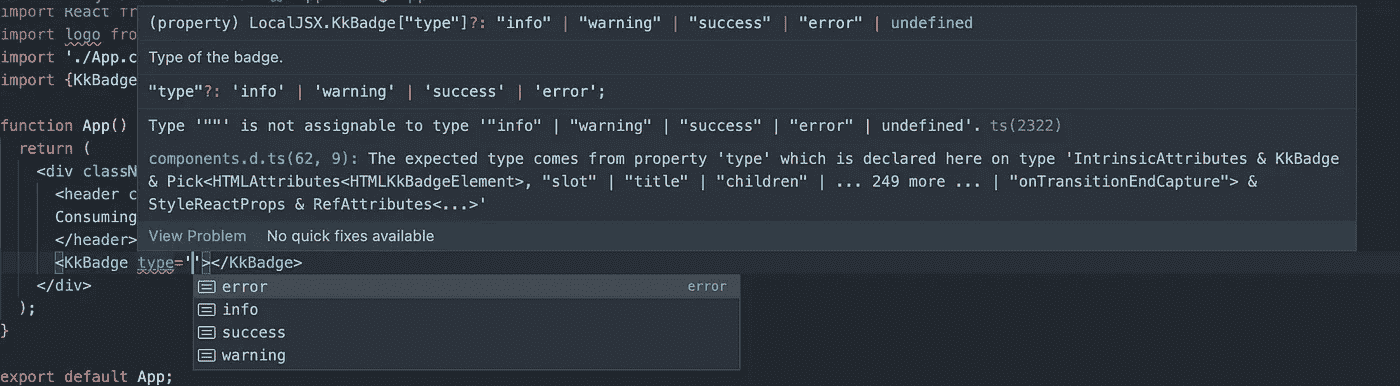 import React fr
(property) LocalJSX.KkBadge["type"]?: "info" | "warning" | "success" | "error" | undefined
import logo fro
Type of the badge.
import './App.c
import {KkBadge
"type"?: 'info' | 'warning' | 'success' | 'error';
function App()
Type '""' is not assignable to type '"info" | "warning" | "success" | "error" | undefined'. ts(2322)
return (
components.d.ts(62, 9): The expected type comes from property 'type' which is declared here on type 'IntrinsicAttributes & KkBadge
<div classN
& Pick<HTMLAttributes<HTMLKkBadgeElement>, "slot" | "title" | "children" | ... 249 more ... | "onTransitionEndCapture"> &
<header c
StyleReactProps & RefAttributes<...>'
Consuming
</header>
View Problem No quick fixes available
<KkBadge type=''></KkBadge>
</div>
error error
);
info
}
success
warning
export default App;